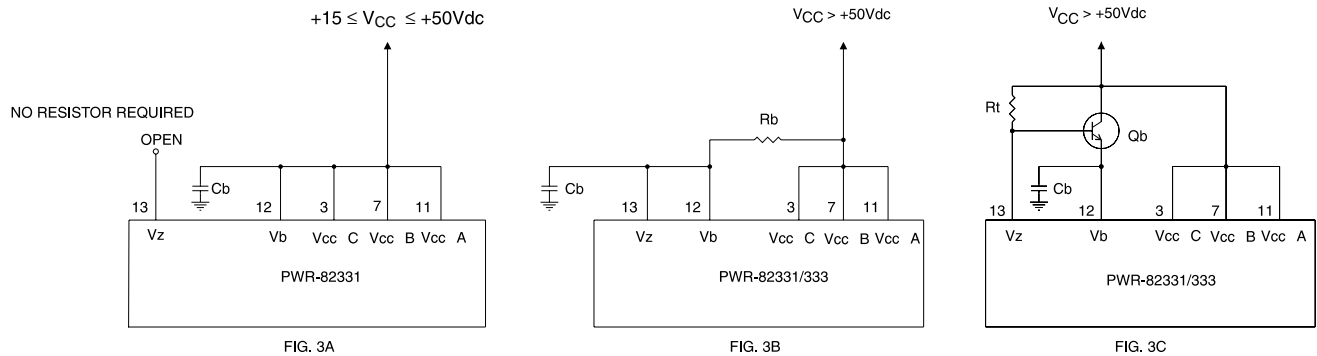 +15 ≤ VCC ≤ +50Vdc
NO RESISTOR REQUIRED
OPEN
Cb
13 12 3 7 11
Vz Vb Vcc C Vcc B Vcc A
PWR-82331
FIG. 3A
VCC > +50Vdc
Rb
Cb
13 12 3 7 11
Vz Vb Vcc C Vcc B Vcc A
PWR-82331/333
FIG. 3B
VCC > +50Vdc
Rt
Qb
Cb
13 12 3 7 11
Vz Vb Vcc C Vcc B Vcc A
PWR-82331/333
FIG. 3C